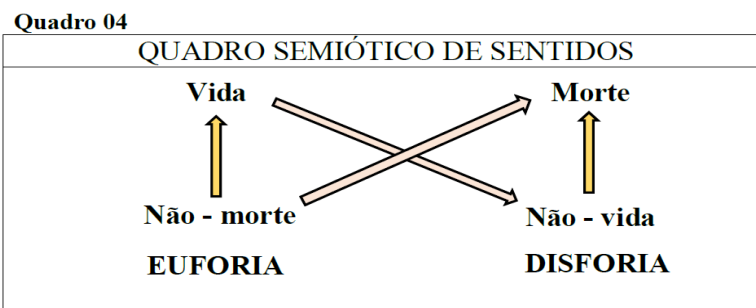 Quadro 04
QUADRO SEMIÓTICO DE SENTIDOS
Vida Morte
Não - morte Não - vida
EUFORIA DISFORIA